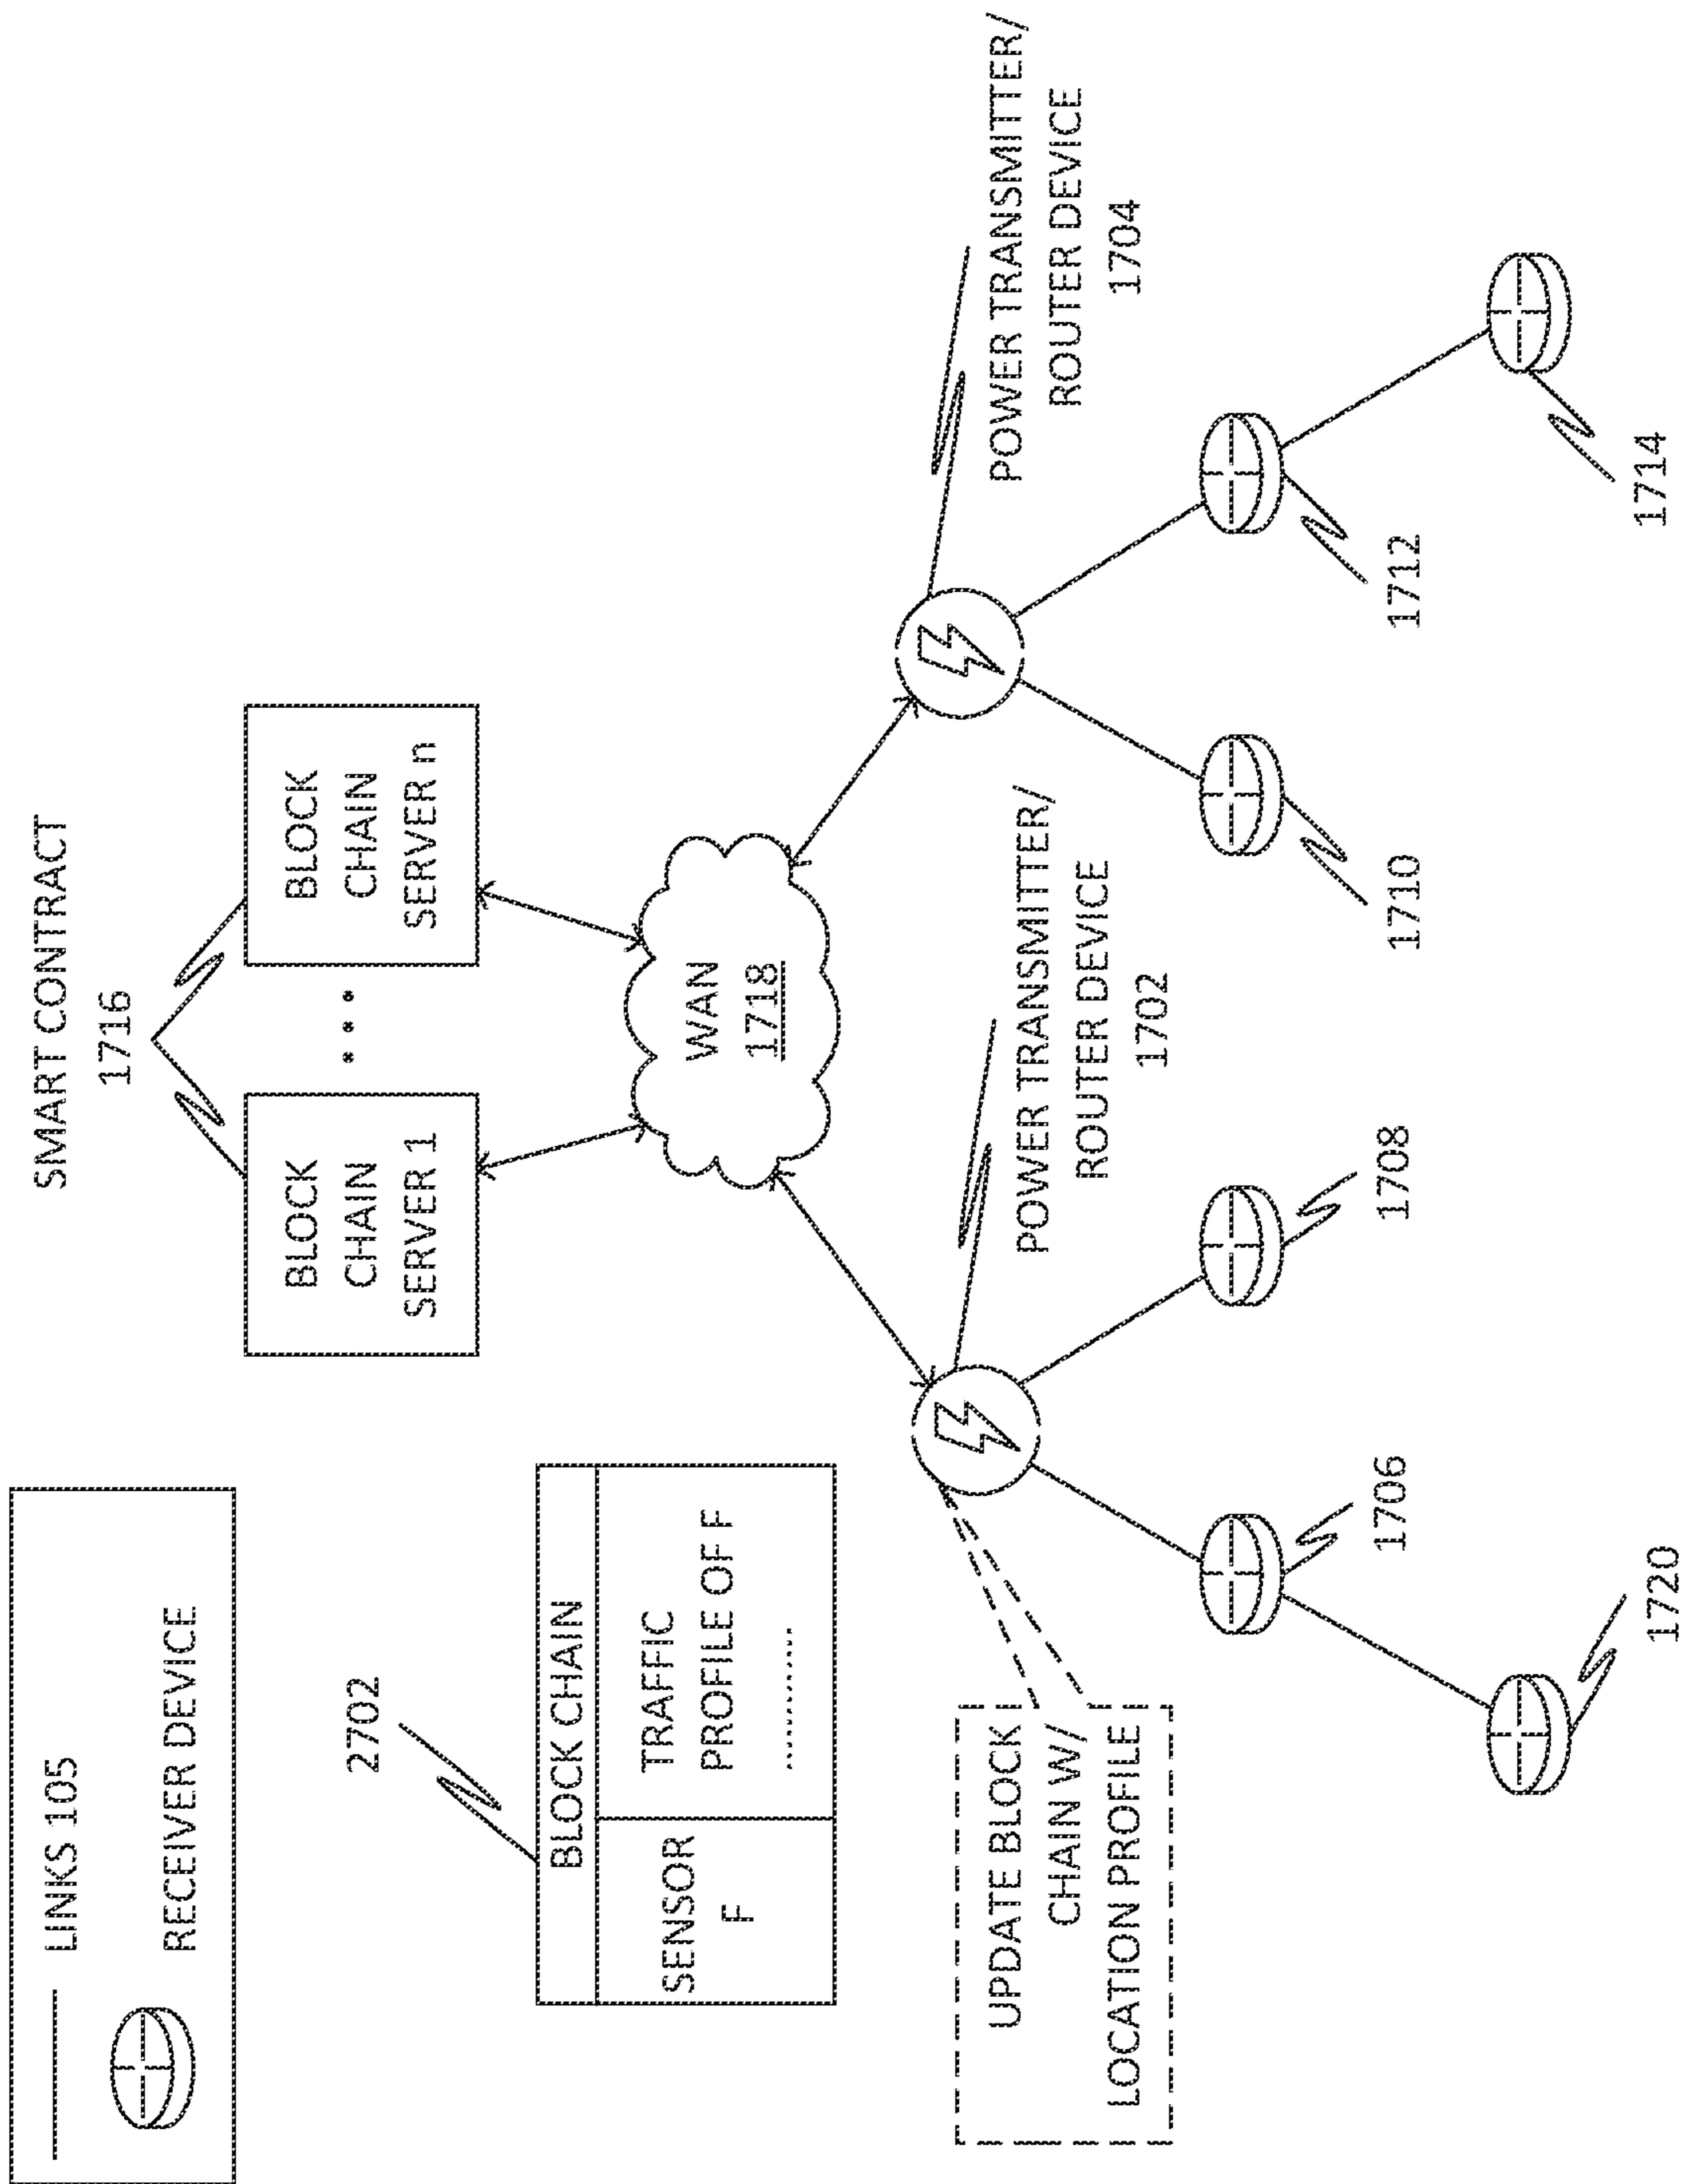 LINKS 105
RECEIVER DEVICE
SMART CONTRACT
1716
BLOCK
CHAIN
SERVER 1
• • •
BLOCK
CHAIN
SERVER n
2702
BLOCK CHAIN
SENSOR
F
TRAFFIC
PROFILE OF F
..........
WAN
1718
UPDATE BLOCK
CHAIN W/
LOCATION PROFILE
POWER TRANSMITTER/
ROUTER DEVICE
1702
POWER TRANSMITTER/
ROUTER DEVICE
1704
1706
1708
1710
1712
1720
1714